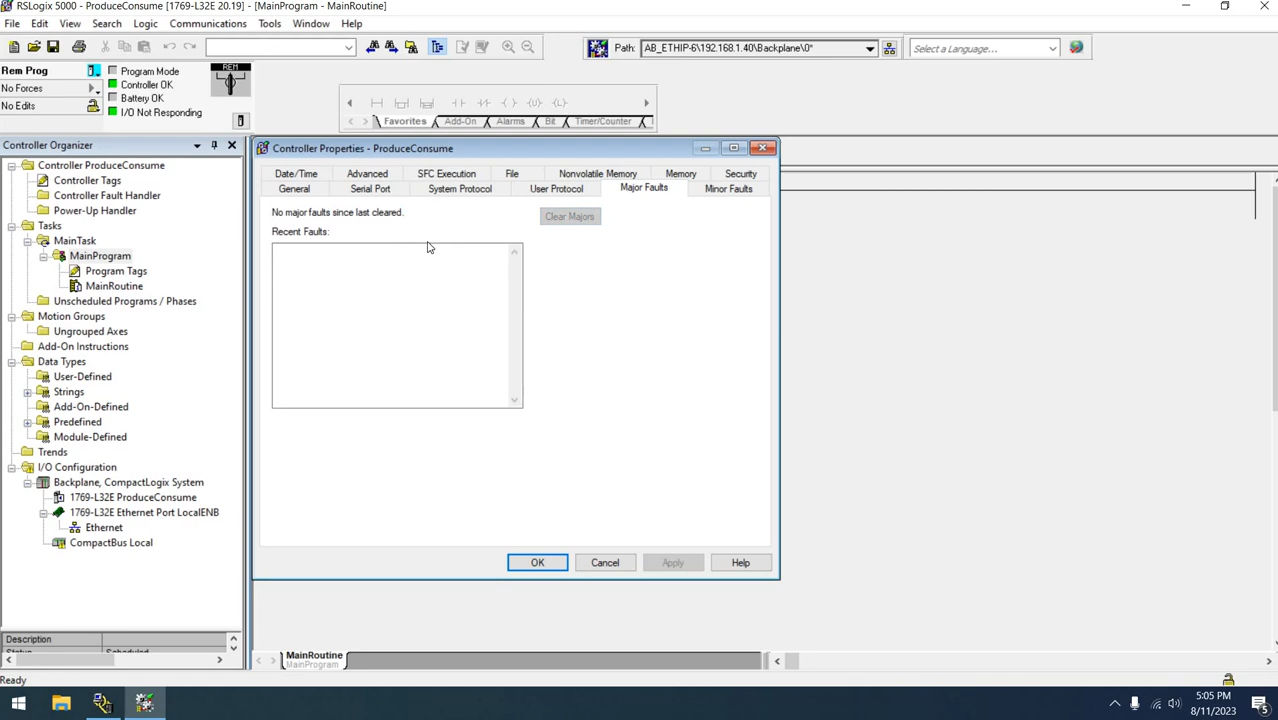 RSLogix 5000 - ProduceConsume [1769-L32E 20.19] - [MainProgram - MainRoutine]
File Edit View Search Logic Communications Tools Window Help
Path: AB_ETHIP-6\192.168.1.40\Backplane\0* Select a Language...
Rem Prog Program Mode REM
No Forces Controller OK
Battery OK
No Edits I/O Not Responding
Favorites Add-On Alarms Bit Timer/Counter
Controller Organizer
Controller ProduceConsume
Controller Tags
Controller Fault Handler
Power-Up Handler
Tasks
MainTask
MainProgram
Program Tags
MainRoutine
Unscheduled Programs / Phases
Motion Groups
Ungrouped Axes
Add-On Instructions
Data Types
User-Defined
Strings
Add-On-Defined
Predefined
Module-Defined
Trends
I/O Configuration
Backplane, CompactLogix System
1769-L32E ProduceConsume
1769-L32E Ethernet Port LocalENB
Ethernet
CompactBus Local
Description
Controller Properties - ProduceConsume
Date/Time Advanced SFC Execution File Nonvolatile Memory Memory Security
General Serial Port System Protocol User Protocol Major Faults Minor Faults
No major faults since last cleared. Clear Majors
Recent Faults:
OK Cancel Apply Help
MainRoutine
MainProgram
Ready
5:05 PM
8/11/2023